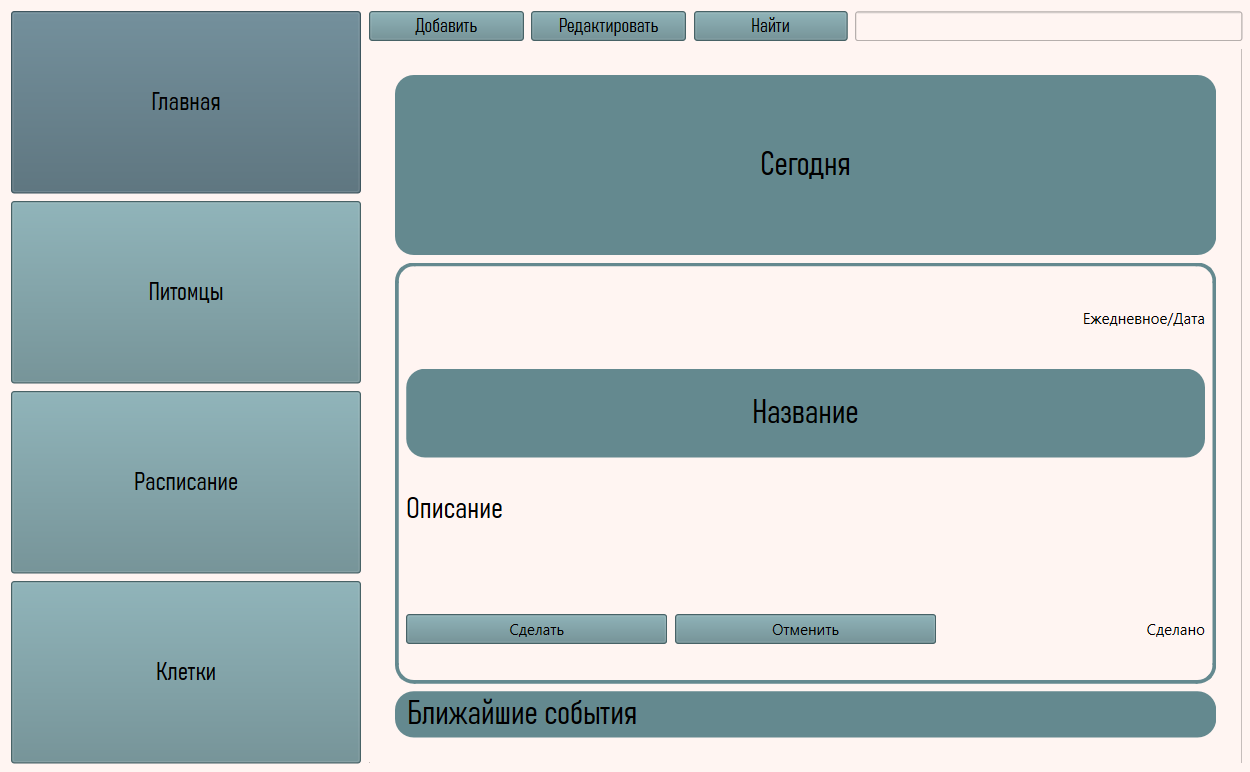 Главная
Питомцы
Расписание
Клетки
Добавить
Редактировать
Найти
Сегодня
Ежедневное/Дата
Название
Описание
Сделать
Отменить
Сделано
Ближайшие события